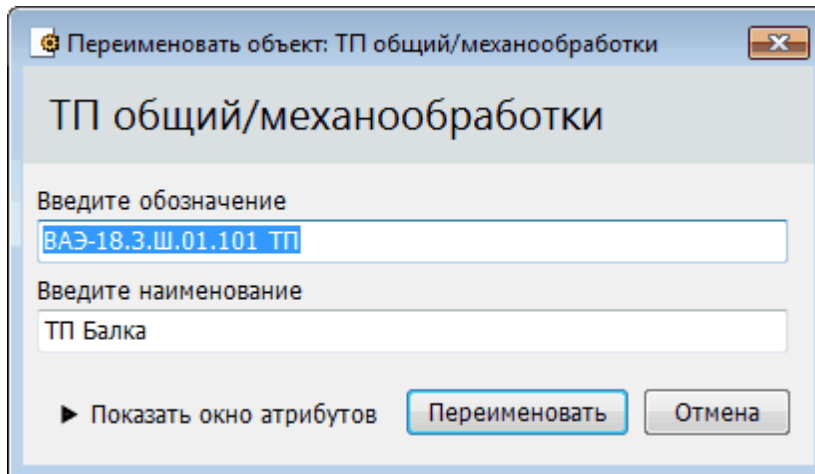 Переименовать объект: ТП общий/механообработки
ТП общий/механообработки
Введите обозначение
ВАЭ-18.3.Ш.01.101 ТП
Введите наименование
ТП Балка
Показать окно атрибутов Переименовать Отмена